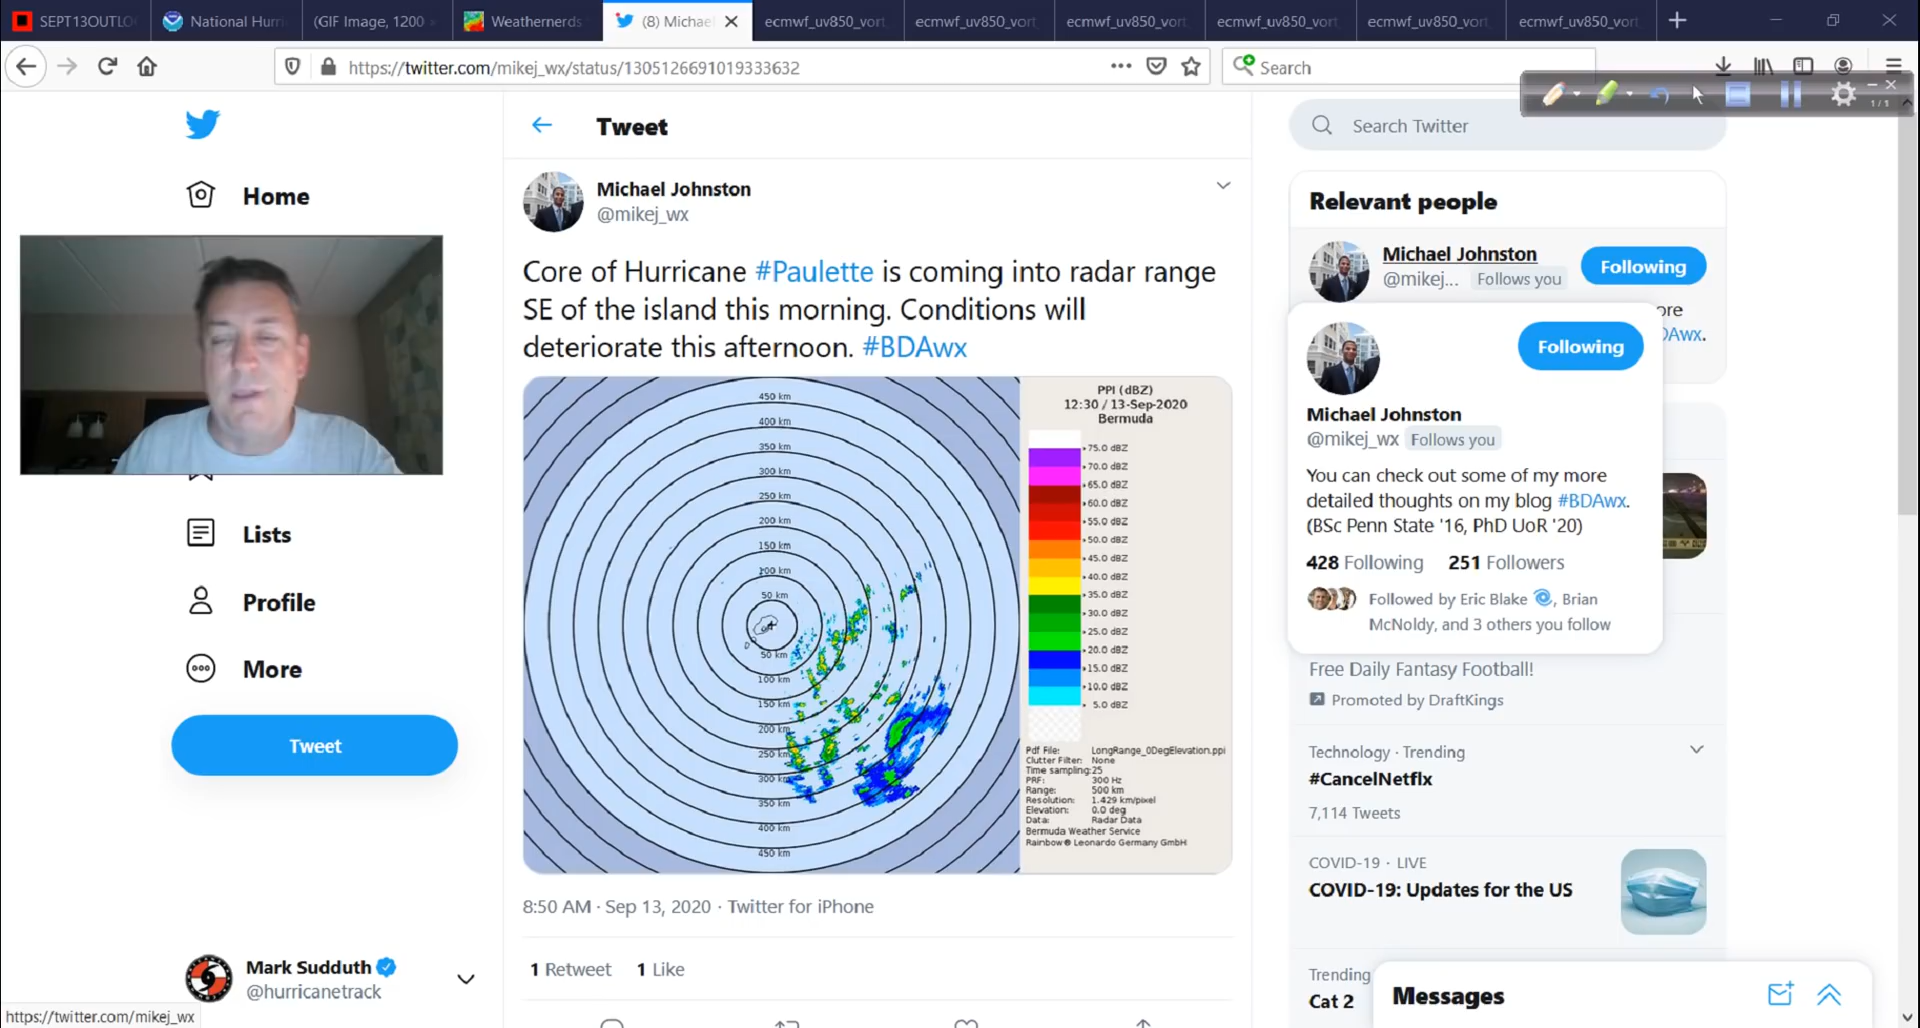 SEPT13OUTLO
National Hurri
(GIF Image, 1200
Weathernerds
(8) Michae
ecmwf_uv850_vort
ecmwf_uv850_vort
ecmwf_uv850_vort
ecmwf_uv850_vort
ecmwf_uv850_vort
ecmwf_uv850_vort
https://twitter.com/mikej_wx/status/1305126691019333632
Search
1/1
Home
Lists
Profile
More
Tweet
Mark Sudduth
@hurricanetrack
https://twitter.com/mikej_wx
Tweet
Michael Johnston
@mikej_wx
Core of Hurricane #Paulette is coming into radar range
SE of the island this morning. Conditions will
deteriorate this afternoon. #BDAwx
450 km
400 km
350 km
300 km
250 km
200 km
150 km
100 km
50 km
50 km
100 km
150 km
200 km
250 km
300 km
350 km
400 km
450 km
PPI (dBZ)
12:30 / 13-Sep-2020
Bermuda
75.0 dBZ
70.0 dBZ
65.0 dBZ
60.0 dBZ
55.0 dBZ
50.0 dBZ
45.0 dBZ
40.0 dBZ
35.0 dBZ
30.0 dBZ
25.0 dBZ
20.0 dBZ
15.0 dBZ
10.0 dBZ
5.0 dBZ
Pdf File: LongRange_0DegElevation.ppi
Clutter Filter: None
Time sampling:25
PRF: 300 Hz
Range: 500 km
Resolution: 1.429 km/pixel
Elevation: 0.0 deg
Data: Radar Data
Bermuda Weather Service
Rainbow® Leonardo Germany GmbH
8:50 AM · Sep 13, 2020 · Twitter for iPhone
1 Retweet 1 Like
Search Twitter
Relevant people
Michael Johnston
@mikej... Follows you
Following
ore
DAwx.
Following
Michael Johnston
@mikej_wx Follows you
You can check out some of my more
detailed thoughts on my blog #BDAwx.
(BSc Penn State '16, PhD UoR '20)
428 Following 251 Followers
Followed by Eric Blake, Brian
McNoldy, and 3 others you follow
Free Daily Fantasy Football!
Promoted by DraftKings
Technology · Trending
#CancelNetflx
7,114 Tweets
COVID-19 · LIVE
COVID-19: Updates for the US
Trending
Cat 2
Messages